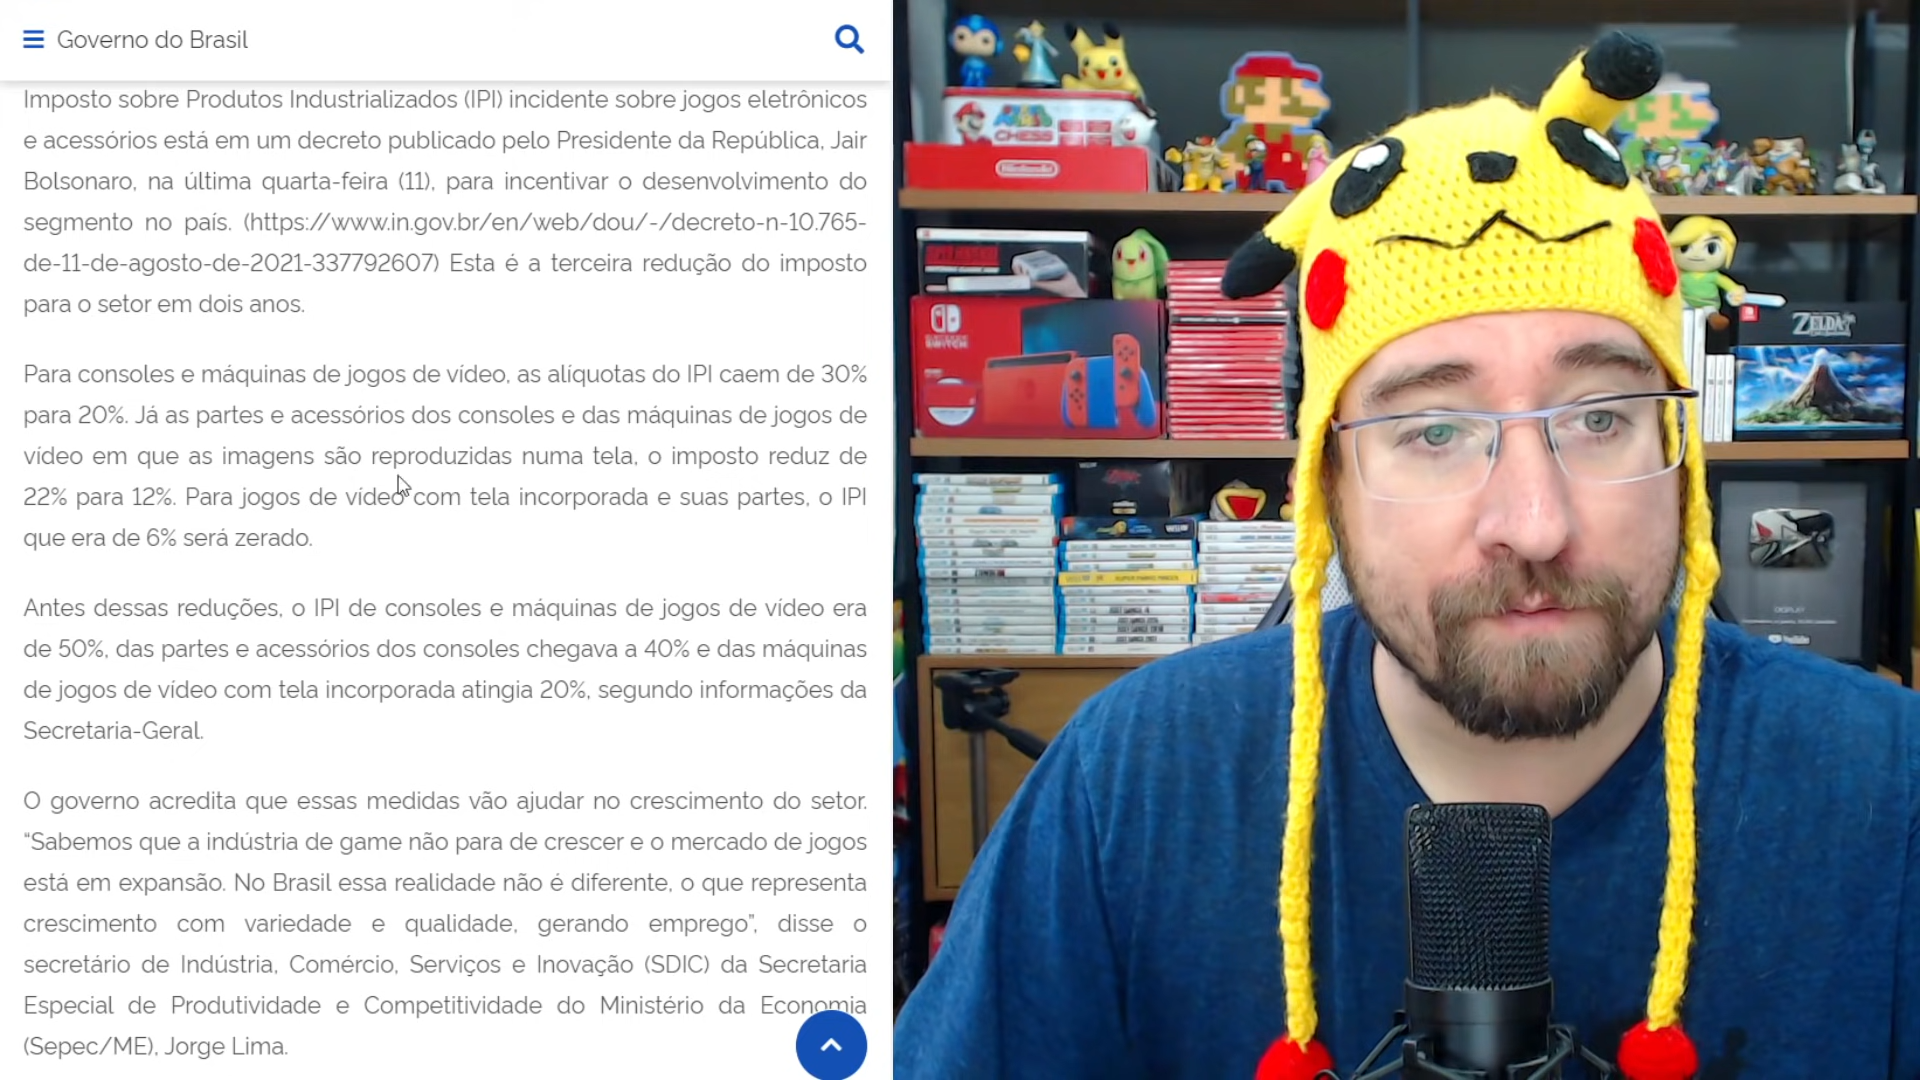 Governo do Brasil
Imposto sobre Produtos Industrializados (IPI) incidente sobre jogos eletrônicos
e acessórios está em um decreto publicado pelo Presidente da República, Jair
Bolsonaro, na última quarta-feira (11), para incentivar o desenvolvimento do
segmento no país. (https://www.in.gov.br/en/web/dou/-/decreto-n-10.765-
de-11-de-agosto-de-2021-337792607) Esta é a terceira redução do imposto
para o setor em dois anos.
Para consoles e máquinas de jogos de vídeo, as alíquotas do IPI caem de 30%
para 20%. Já as partes e acessórios dos consoles e das máquinas de jogos de
vídeo em que as imagens são reproduzidas numa tela, o imposto reduz de
22% para 12%. Para jogos de vídeo com tela incorporada e suas partes, o IPI
que era de 6% será zerado.
Antes dessas reduções, o IPI de consoles e máquinas de jogos de vídeo era
de 50%, das partes e acessórios dos consoles chegava a 40% e das máquinas
de jogos de vídeo com tela incorporada atingia 20%, segundo informações da
Secretaria-Geral.
O governo acredita que essas medidas vão ajudar no crescimento do setor.
“Sabemos que a indústria de game não para de crescer e o mercado de jogos
está em expansão. No Brasil essa realidade não é diferente, o que representa
crescimento com variedade e qualidade, gerando emprego”, disse o
secretário de Indústria, Comércio, Serviços e Inovação (SDIC) da Secretaria
Especial de Produtividade e Competitividade do Ministério da Economia
(Sepec/ME), Jorge Lima.
CHESS
Nintendo
NINTENDO
SWITCH
ZELDA
DISPLAY
YouTube